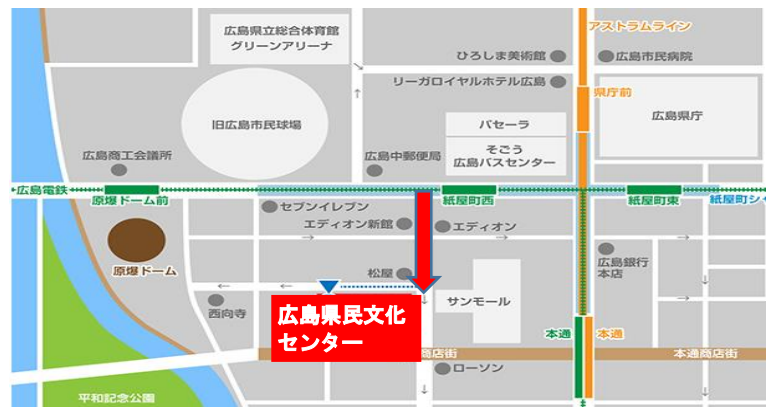 広島県立総合体育館
グリーンアリーナ
アストラムライン
ひろしま美術館
広島市民病院
リーガロイヤルホテル広島
県庁前
旧広島市民球場
パセーラ
広島県庁
そごう
広島バスセンター
広島商工会議所
広島中郵便局
広島電鉄
原爆ドーム前
紙屋町西
紙屋町東
紙屋町シャ
セブンイレブン
エディオン新館
エディオン
原爆ドーム
松屋
広島銀行
本店
西向寺
サンモール
広島県民文化
センター
本通
本通
商店街
本通商店街
ローソン
平和記念公園